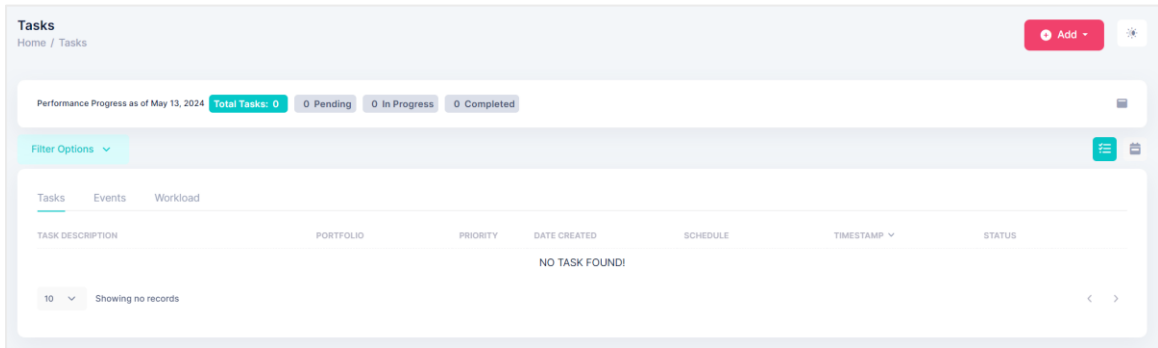 Tasks
Home / Tasks
Add
Performance Progress as of May 13, 2024 Total Tasks: 0 0 Pending 0 In Progress 0 Completed
Filter Options
Tasks Events Workload
TASK DESCRIPTION PORTFOLIO PRIORITY DATE CREATED SCHEDULE TIMESTAMP STATUS
NO TASK FOUND!
10 Showing no records